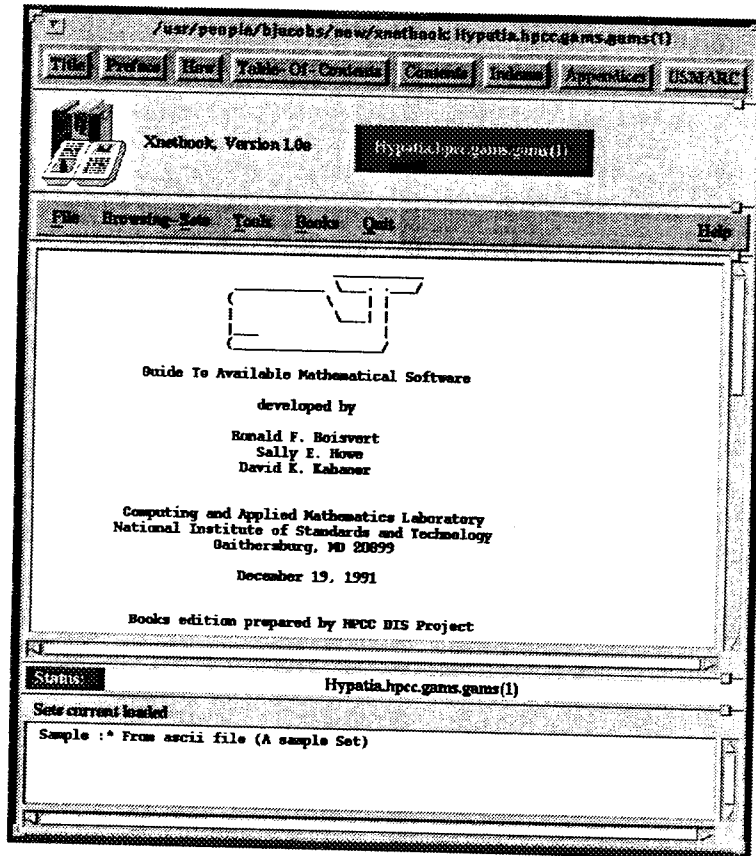 /usr/people/bjacobs/new/xnetbook: Hypatia.hpcc.gams.gams(1)
Title Preface How Table-Of-Contents Contents Indexes Appendices USMARC
Xnetbook, Version 1.0e
Hypatia.hpcc.gams.gams(1)
File Browsing-Sets Tools Books Quit Help
Guide To Available Mathematical Software
developed by
Ronald F. Boisvert
Sally E. Howe
David K. Kahaner
Computing and Applied Mathematics Laboratory
National Institute of Standards and Technology
Gaithersburg, MD 20899
December 19, 1991
Books edition prepared by HPCC DIS Project
Status:
Hypatia.hpcc.gams.gams(1)
Sets current loaded
Sample :* From ascii file (A sample Set)